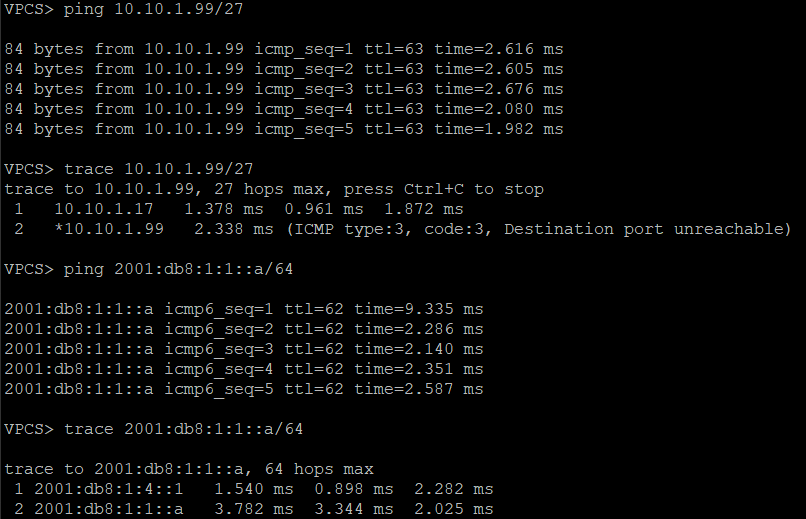 VPCS> ping 10.10.1.99/27
84 bytes from 10.10.1.99 icmp_seq=1 ttl=63 time=2.616 ms
84 bytes from 10.10.1.99 icmp_seq=2 ttl=63 time=2.605 ms
84 bytes from 10.10.1.99 icmp_seq=3 ttl=63 time=2.676 ms
84 bytes from 10.10.1.99 icmp_seq=4 ttl=63 time=2.080 ms
84 bytes from 10.10.1.99 icmp_seq=5 ttl=63 time=1.982 ms
VPCS> trace 10.10.1.99/27
trace to 10.10.1.99, 27 hops max, press Ctrl+C to stop
 1   10.10.1.17   1.378 ms  0.961 ms  1.872 ms
 2   *10.10.1.99   2.338 ms (ICMP type:3, code:3, Destination port unreachable)
VPCS> ping 2001:db8:1:1::a/64
2001:db8:1:1::a icmp6_seq=1 ttl=62 time=9.335 ms
2001:db8:1:1::a icmp6_seq=2 ttl=62 time=2.286 ms
2001:db8:1:1::a icmp6_seq=3 ttl=62 time=2.140 ms
2001:db8:1:1::a icmp6_seq=4 ttl=62 time=2.351 ms
2001:db8:1:1::a icmp6_seq=5 ttl=62 time=2.587 ms
VPCS> trace 2001:db8:1:1::a/64
trace to 2001:db8:1:1::a, 64 hops max
 1 2001:db8:1:4::1   1.540 ms  0.898 ms  2.282 ms
 2 2001:db8:1:1::a   3.782 ms  3.344 ms  2.025 ms